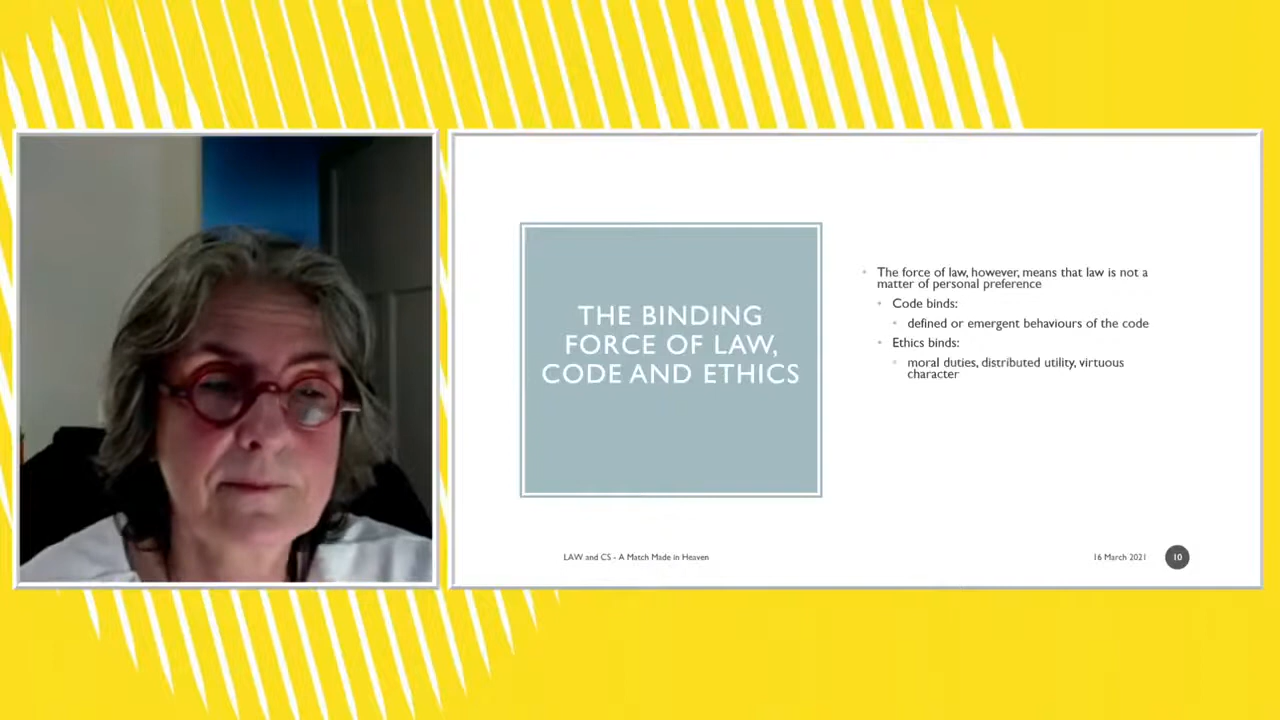 THE BINDING
FORCE OF LAW,
CODE AND ETHICS
The force of law, however, means that law is not a
matter of personal preference
Code binds:
defined or emergent behaviours of the code
Ethics binds:
moral duties, distributed utility, virtuous
character
LAW and CS - A Match Made in Heaven
16 March 2021
10